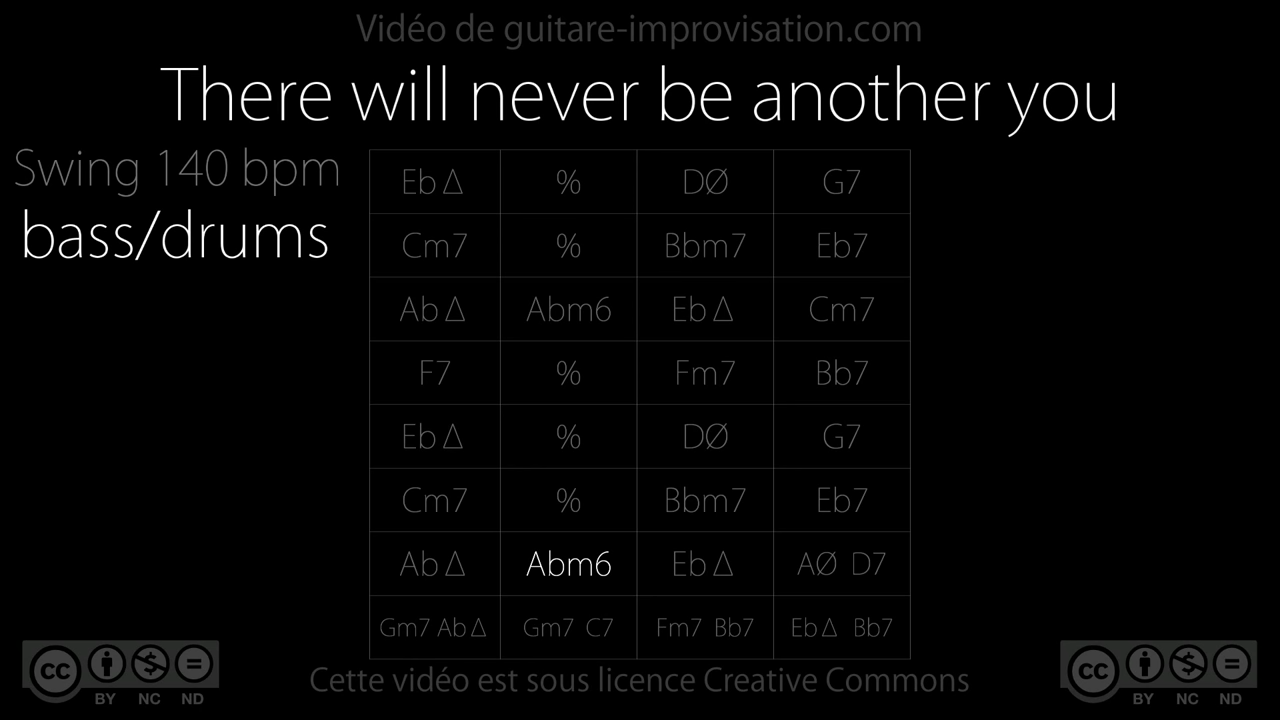 Vidéo de guitare-improvisation.com
There will never be another you
Swing 140 bpm
bass/drums
Eb Δ % DØ G7
Cm7 % Bbm7 Eb7
Ab Δ Abm6 Eb Δ Cm7
F7 % Fm7 Bb7
Eb Δ % DØ G7
Cm7 % Bbm7 Eb7
Ab Δ Abm6 Eb Δ AØ D7
Gm7 Ab Δ Gm7 C7 Fm7 Bb7 Eb Δ Bb7
cc BY NC ND
Cette vidéo est sous licence Creative Commons
cc BY NC ND